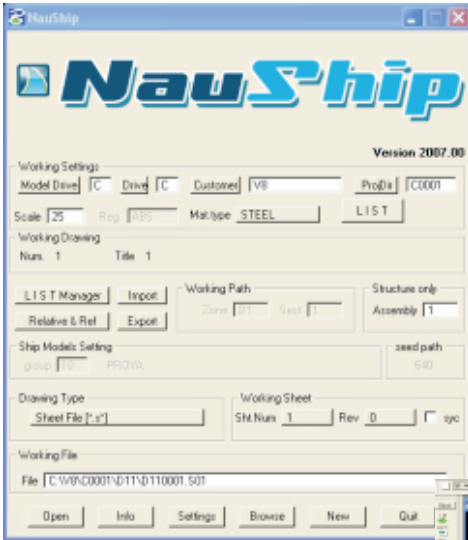 NauShip
NauShip
Version 2007.00
Working Settings
Model Drive C Drive C Customer V8 ProjDir C0001
Scale 25 Reg. ABS Mat.type STEEL LIST
Working Drawing
Num. 1 Title 1
LIST Manager Import Working Path Structure only
Zone D1 Sect 1 Assembly 1
Relative & Ref Export
Ship Models Setting seed path
group 10 PROVA 640
Drawing Type Working Sheet
Sheet File [*.s*] Sht.Num 1 Rev 0 syc
Working File
File C:\V8\C0001\D11\D110001.S01
Open Info Settings Browse New Quit